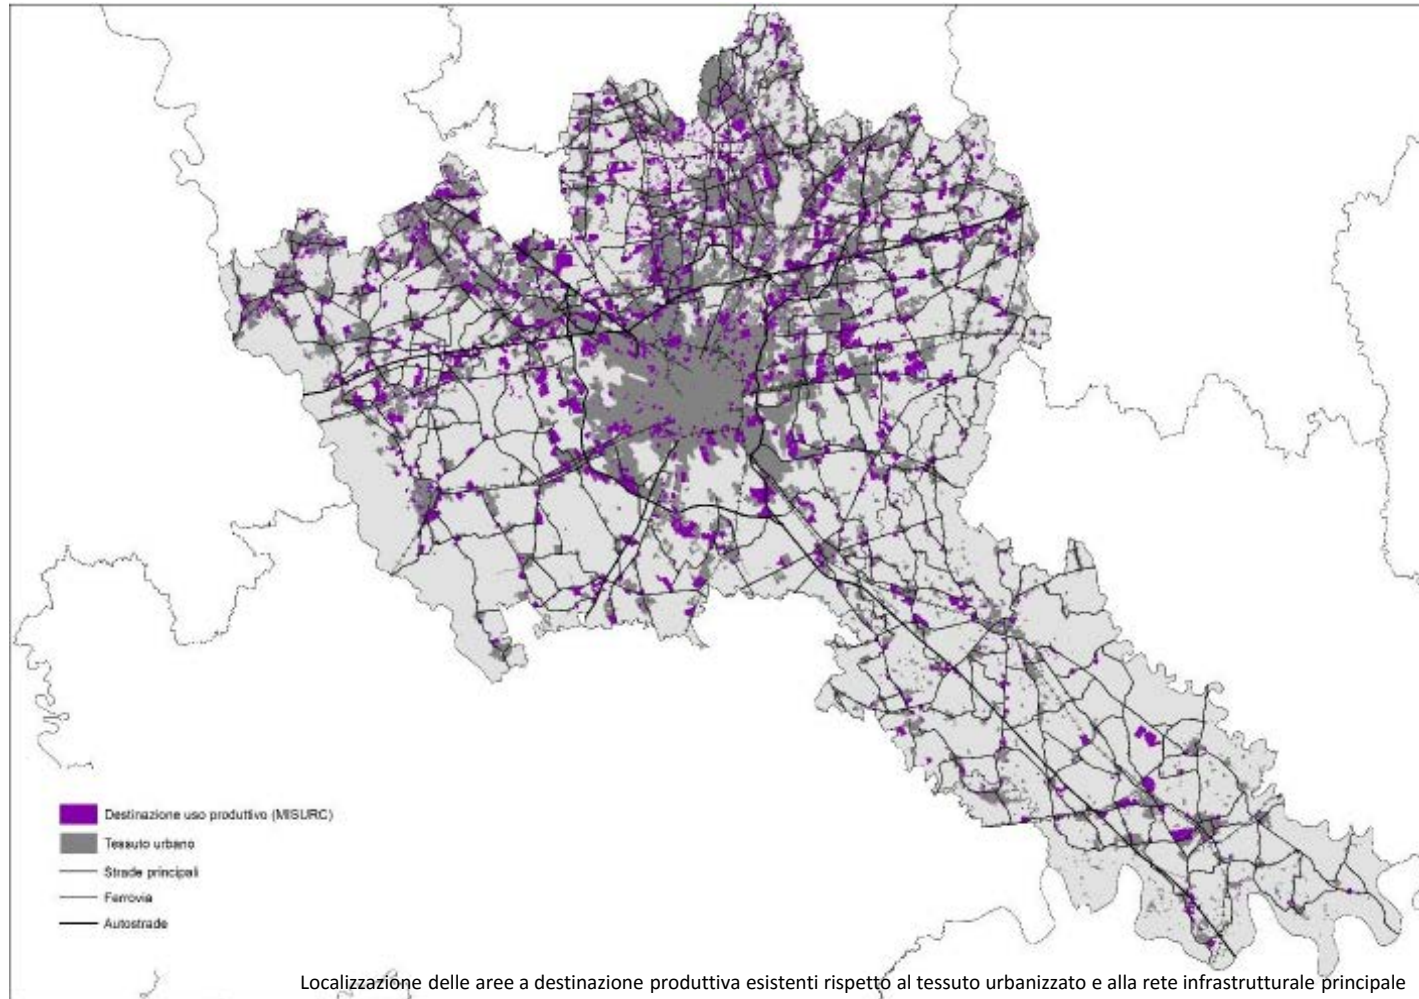 Destinazione uso produttivo (MISURC)
Tessuto urbano
Strade principali
Ferrovia
Autostrade
Localizzazione delle aree a destinazione produttiva esistenti rispetto al tessuto urbanizzato e alla rete infrastrutturale principale